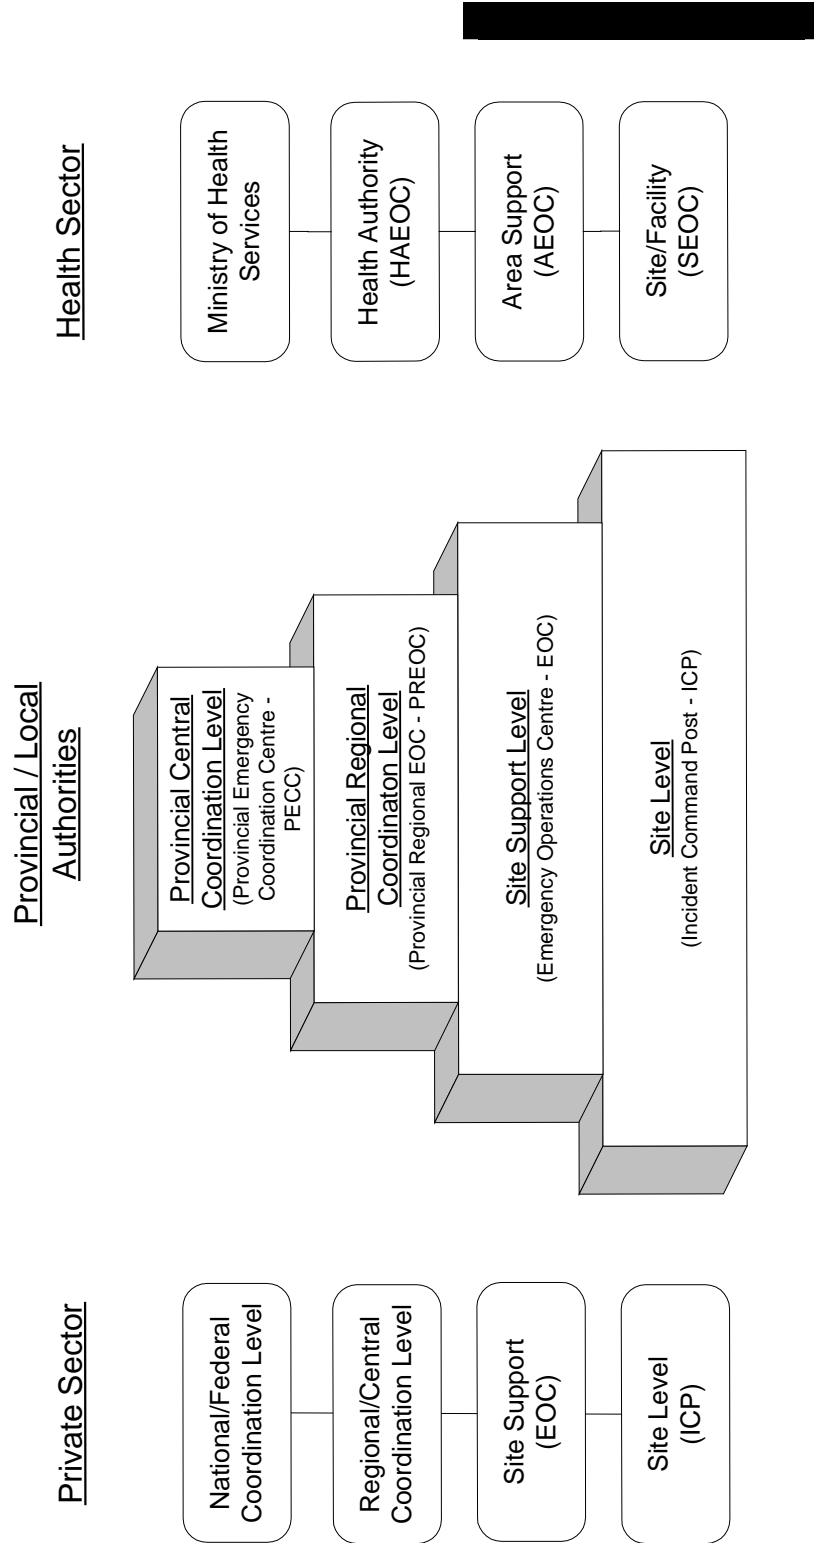 Private Sector
National/Federal
Coordination Level
Regional/Central
Coordination Level
Site Support
(EOC)
Site Level
(ICP)
Provincial / Local
Authorities
Provincial Central
Coordination Level
(Provincial Emergency
Coordination Centre -
PECC)
Provincial Regional
Coordinaton Level
(Provincial Regional EOC - PREOC)
Site Support Level
(Emergency Operations Centre - EOC)
Site Level
(Incident Command Post - ICP)
Health Sector
Ministry of Health
Services
Health Authority
(HAEOC)
Area Support
(AEOC)
Site/Facility
(SEOC)